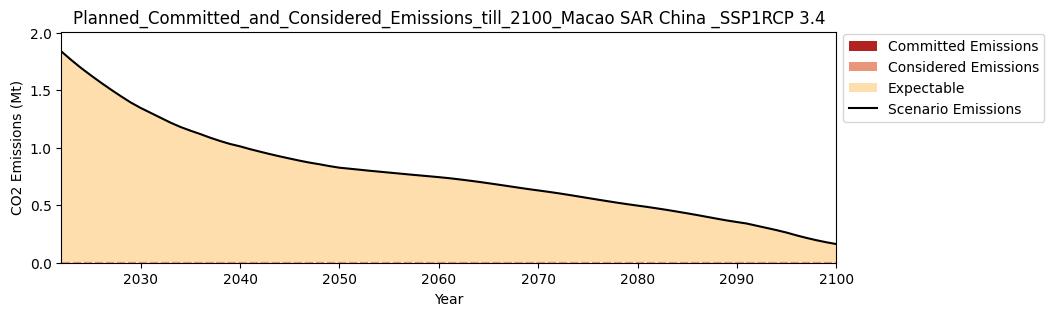 Planned_Committed_and_Considered_Emissions_till_2100_Macao SAR China _SSP1RCP 3.4
2.0
1.5
1.0
0.5
0.0
CO2 Emissions (Mt)
2030 2040 2050 2060 2070 2080 2090 2100
Year
Committed Emissions
Considered Emissions
Expectable
Scenario Emissions